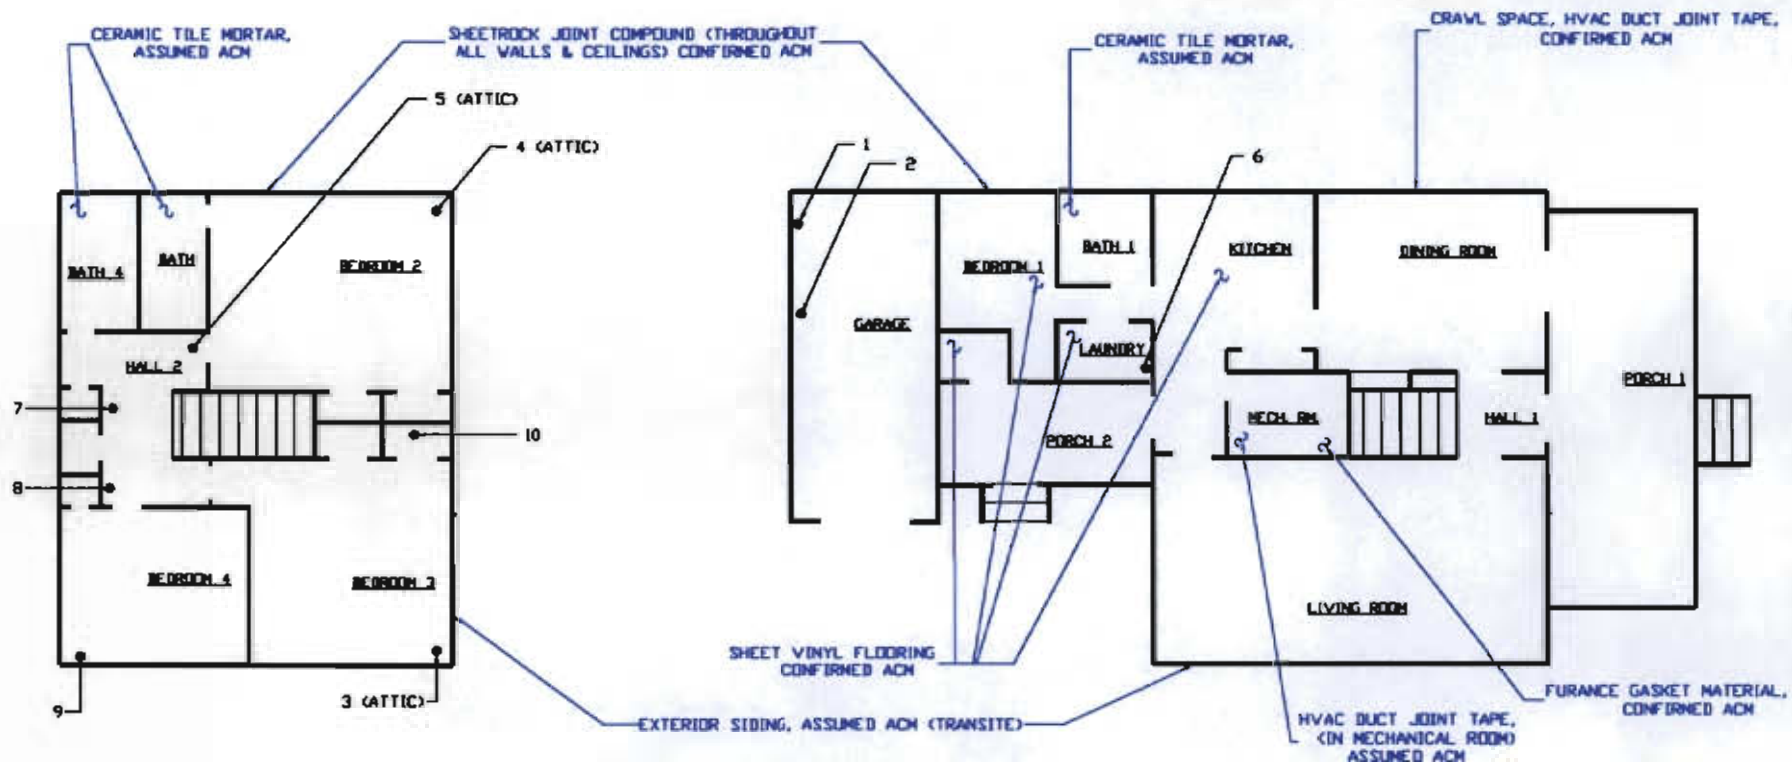 CERAMIC TILE MORTAR,
ASSUMED ACM
SHEETROCK JOINT COMPOUND (THROUGHOUT
ALL WALLS & CEILINGS) CONFIRMED ACM
CERAMIC TILE MORTAR,
ASSUMED ACM
CRAWL SPACE, HVAC DUCT JOINT TAPE,
CONFIRMED ACM
5 (ATTIC)
4 (ATTIC)
1
2
6
BATH 4
BATH
BEDROOM 2
HALL 2
7
8
10
BEDROOM 4
BEDROOM 3
9
3 (ATTIC)
GARAGE
BEDROOM 1
BATH 1
KITCHEN
DINING ROOM
LAUNDRY
PORCH 1
MECH. RM.
HALL 1
PORCH 2
LIVING ROOM
SHEET VINYL FLOORING
CONFIRMED ACM
EXTERIOR SIDING, ASSUMED ACM (TRANSITE)
HVAC DUCT JOINT TAPE,
(IN MECHANICAL ROOM)
ASSUMED ACM
FURANCE GASKET MATERIAL,
CONFIRMED ACM